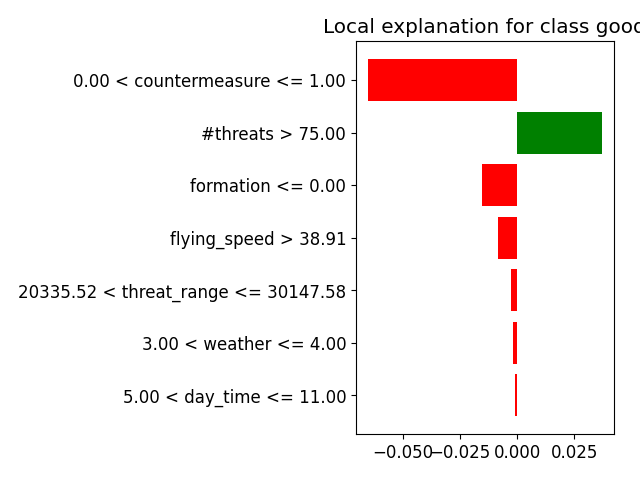 Local explanation for class good
0.00 < countermeasure <= 1.00
#threats > 75.00
formation <= 0.00
flying_speed > 38.91
20335.52 < threat_range <= 30147.58
3.00 < weather <= 4.00
5.00 < day_time <= 11.00
−0.050 −0.025 0.000 0.025